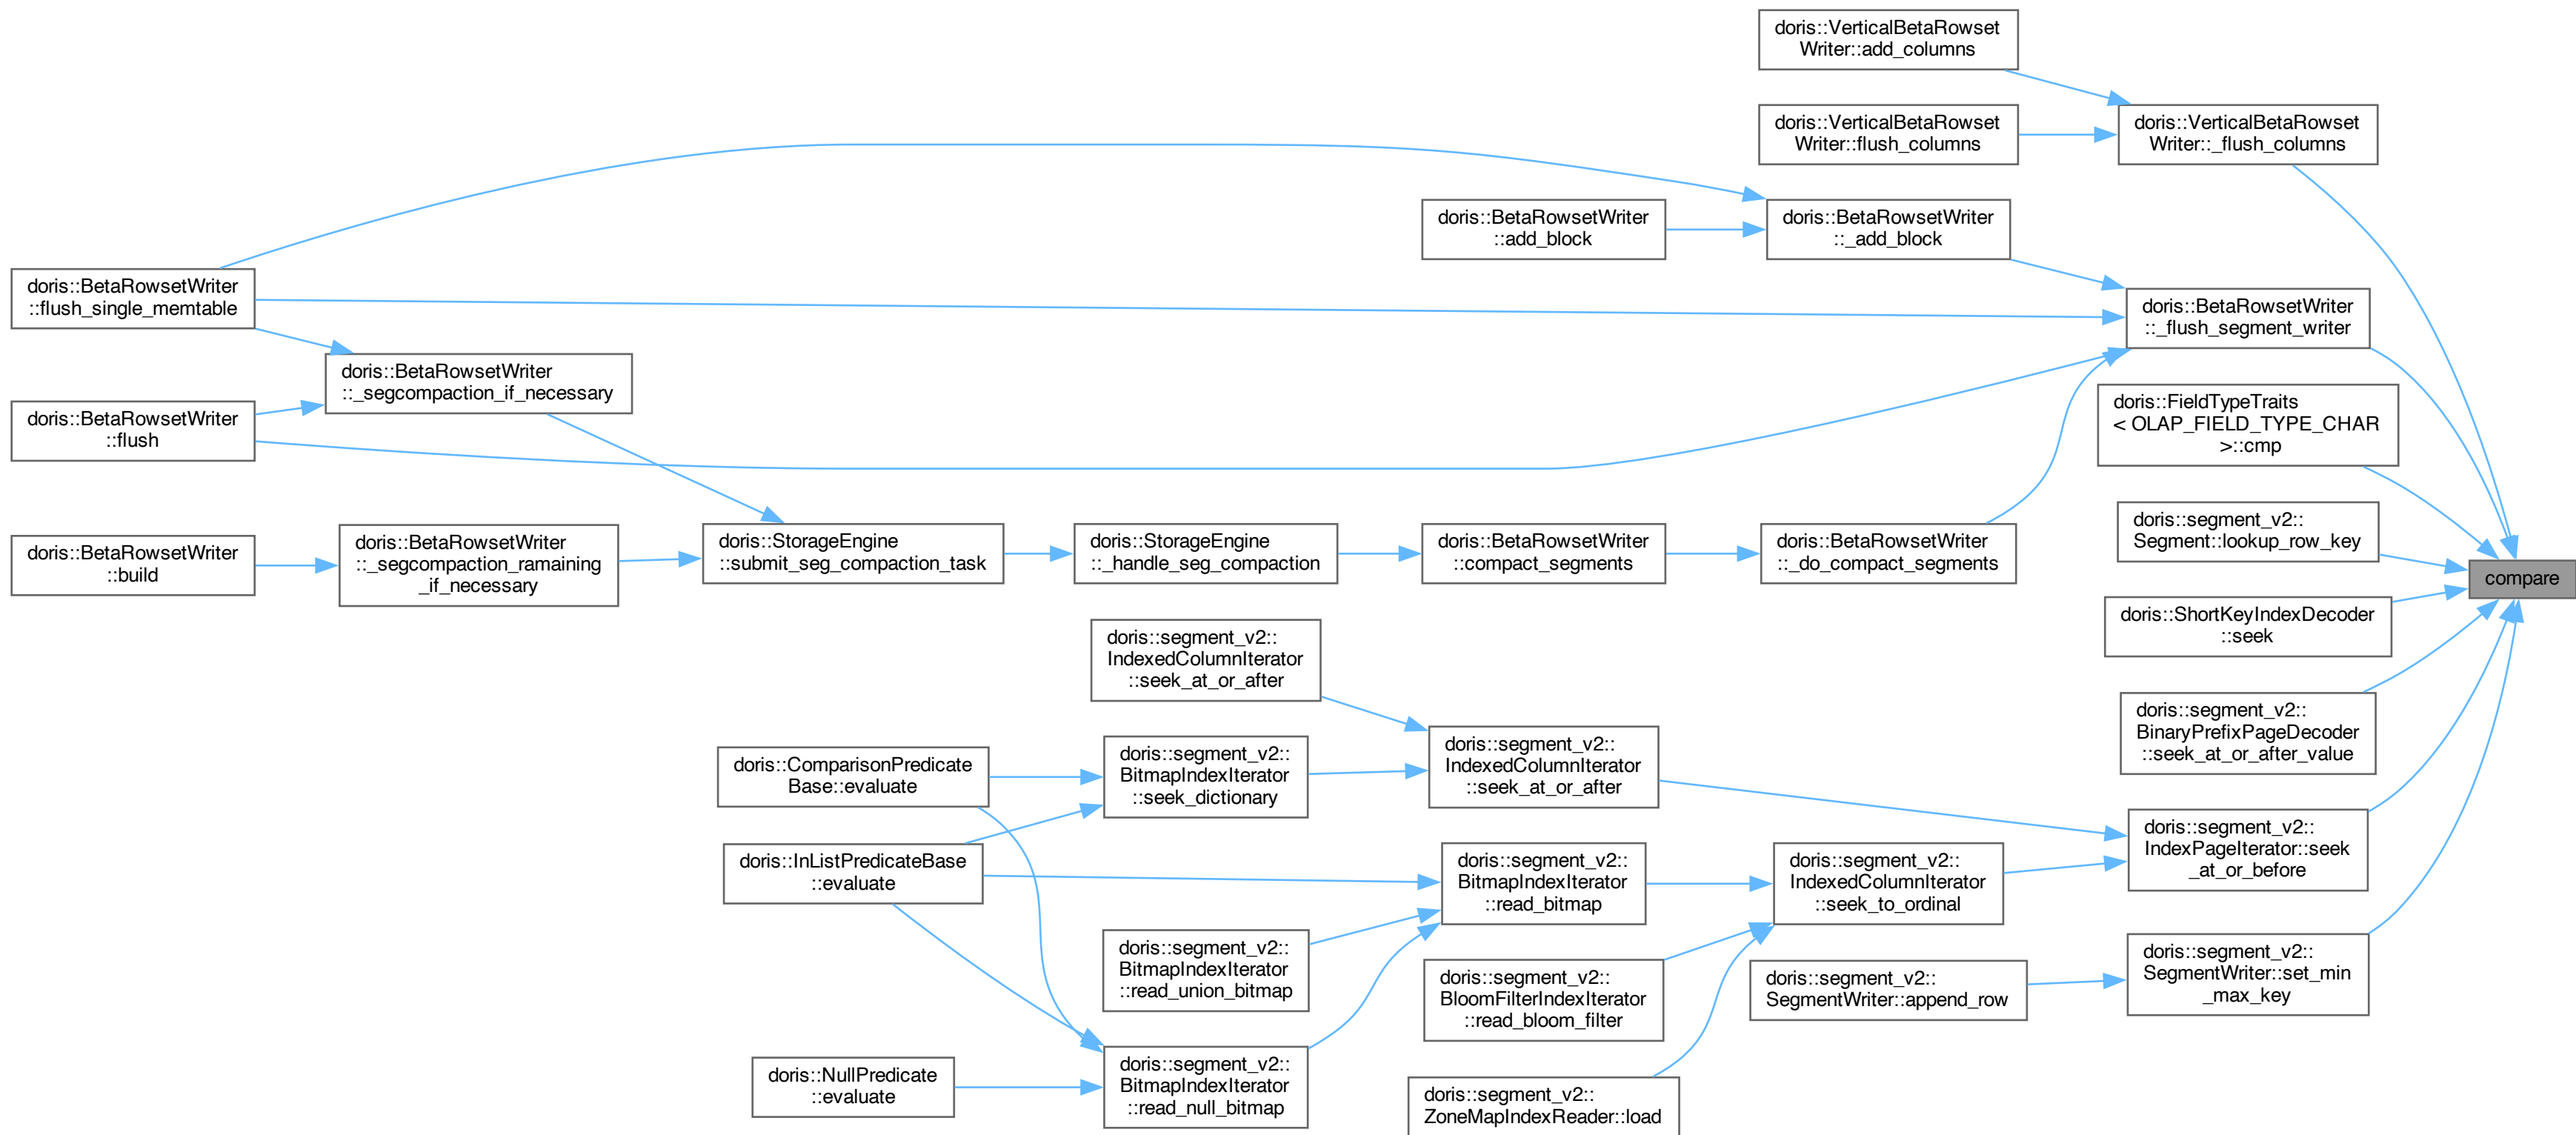 doris::VerticalBetaRowset
Writer::add_columns
doris::VerticalBetaRowset
Writer::flush_columns
doris::VerticalBetaRowset
Writer::_flush_columns
doris::BetaRowsetWriter
::add_block
doris::BetaRowsetWriter
::_add_block
doris::BetaRowsetWriter
::flush_single_memtable
doris::BetaRowsetWriter
::_flush_segment_writer
doris::BetaRowsetWriter
::_segcompaction_if_necessary
doris::BetaRowsetWriter
::flush
doris::FieldTypeTraits
< OLAP_FIELD_TYPE_CHAR
>::cmp
doris::segment_v2::
Segment::lookup_row_key
doris::BetaRowsetWriter
::build
doris::BetaRowsetWriter
::_segcompaction_ramaining
_if_necessary
doris::StorageEngine
::submit_seg_compaction_task
doris::StorageEngine
::_handle_seg_compaction
doris::BetaRowsetWriter
::compact_segments
doris::BetaRowsetWriter
::_do_compact_segments
compare
doris::ShortKeyIndexDecoder
::seek
doris::segment_v2::
IndexedColumnIterator
::seek_at_or_after
doris::segment_v2::
BinaryPrefixPageDecoder
::seek_at_or_after_value
doris::ComparisonPredicate
Base::evaluate
doris::segment_v2::
BitmapIndexIterator
::seek_dictionary
doris::segment_v2::
IndexedColumnIterator
::seek_at_or_after
doris::InListPredicateBase
::evaluate
doris::segment_v2::
BitmapIndexIterator
::read_bitmap
doris::segment_v2::
IndexedColumnIterator
::seek_to_ordinal
doris::segment_v2::
IndexPageIterator::seek
_at_or_before
doris::segment_v2::
BitmapIndexIterator
::read_union_bitmap
doris::segment_v2::
BloomFilterIndexIterator
::read_bloom_filter
doris::segment_v2::
SegmentWriter::append_row
doris::segment_v2::
SegmentWriter::set_min
_max_key
doris::NullPredicate
::evaluate
doris::segment_v2::
BitmapIndexIterator
::read_null_bitmap
doris::segment_v2::
ZoneMapIndexReader::load